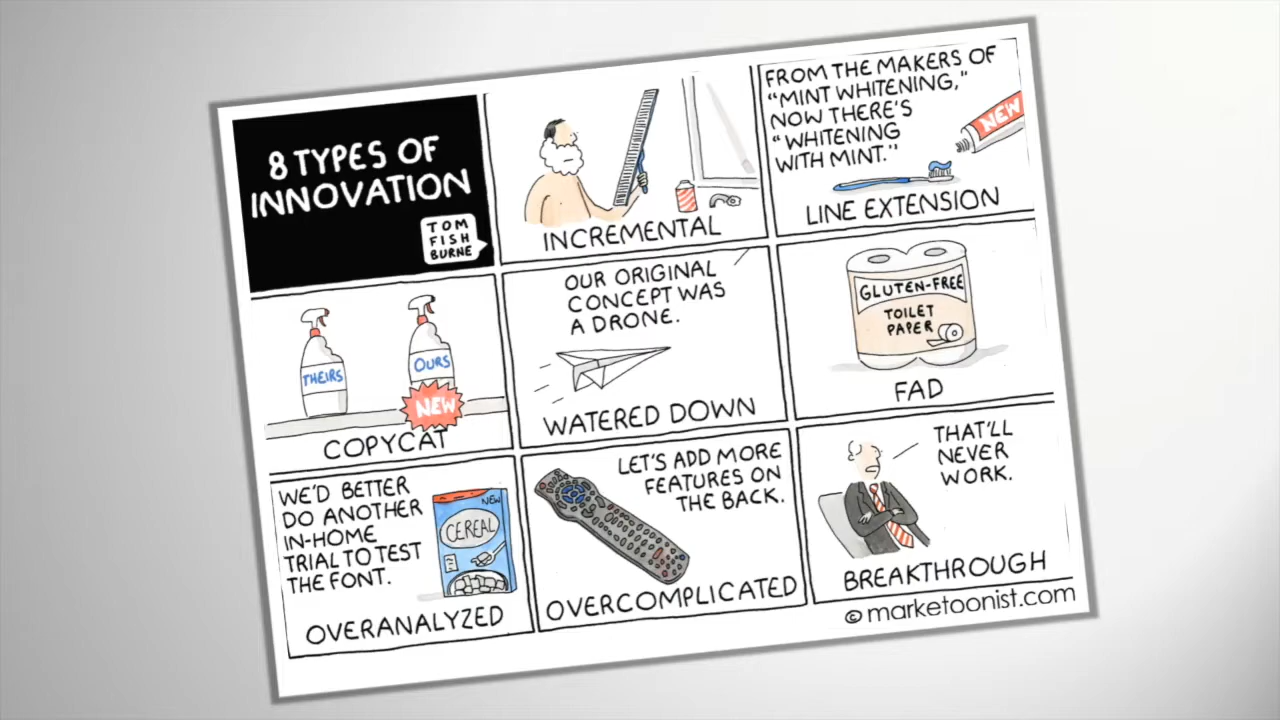 8 TYPES OF
INNOVATION
TOM
FISH
BURNE
INCREMENTAL
FROM THE MAKERS OF
"MINT WHITENING,"
NOW THERE'S
"WHITENING
WITH MINT."
NEW
LINE EXTENSION
THEIRS
OURS
NEW
COPYCAT
OUR ORIGINAL
CONCEPT WAS
A DRONE.
WATERED DOWN
GLUTEN-FREE
TOILET
PAPER
FAD
WE'D BETTER
DO ANOTHER
IN-HOME
TRIAL TO TEST
THE FONT.
NEW
CEREAL
OVERANALYZED
LET'S ADD MORE
FEATURES ON
THE BACK.
OVERCOMPLICATED
THAT'LL
NEVER
WORK.
BREAKTHROUGH
© marketoonist.com